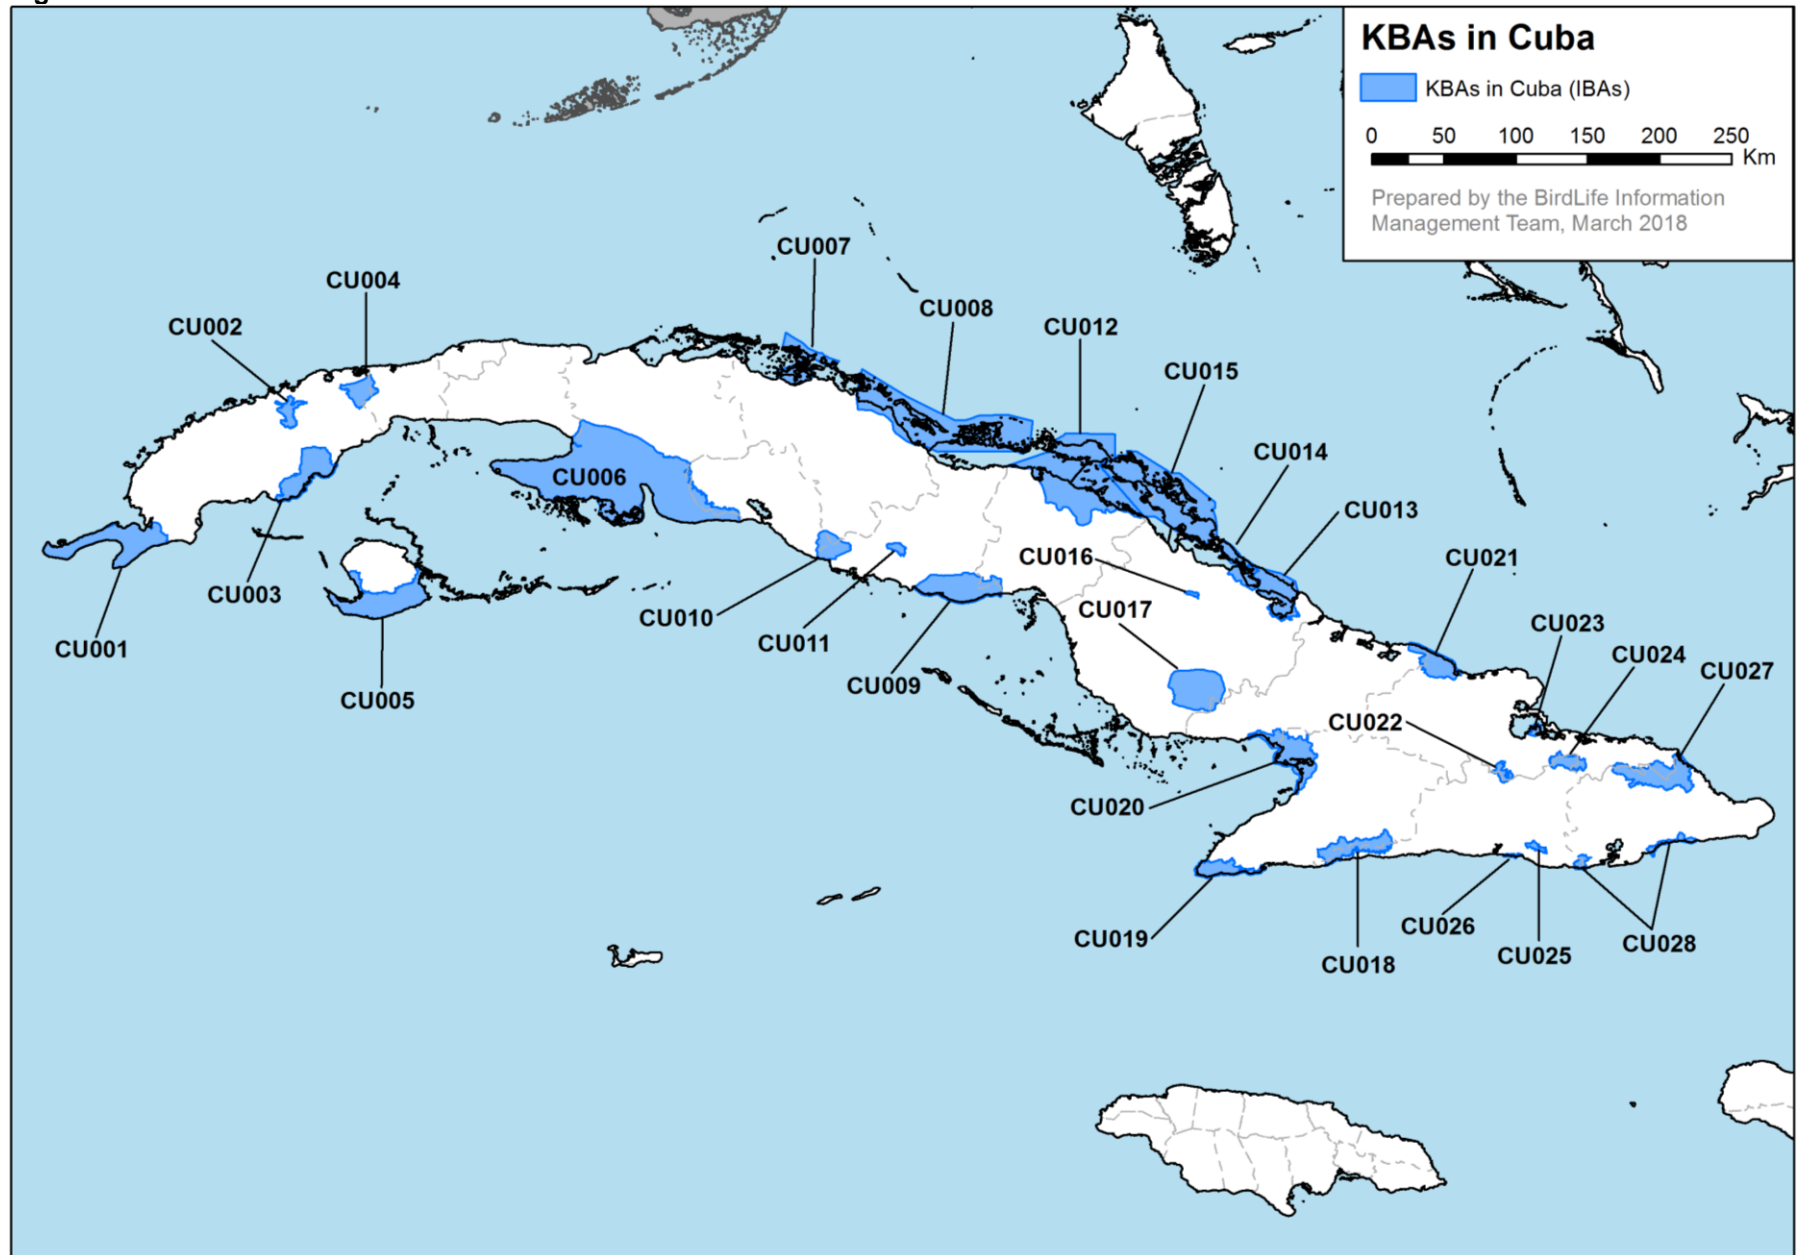 KBAs in Cuba
KBAs in Cuba (IBAs)
0 50 100 150 200 250
Km
Prepared by the BirdLife Information
Management Team, March 2018
CU007
CU004
CU008
CU002
CU012
CU015
CU014
CU006
CU013
CU016
CU021
CU003
CU017
CU010
CU023
CU011
CU001
CU024
CU009
CU027
CU005
CU022
CU020
CU026
CU019
CU028
CU025
CU018